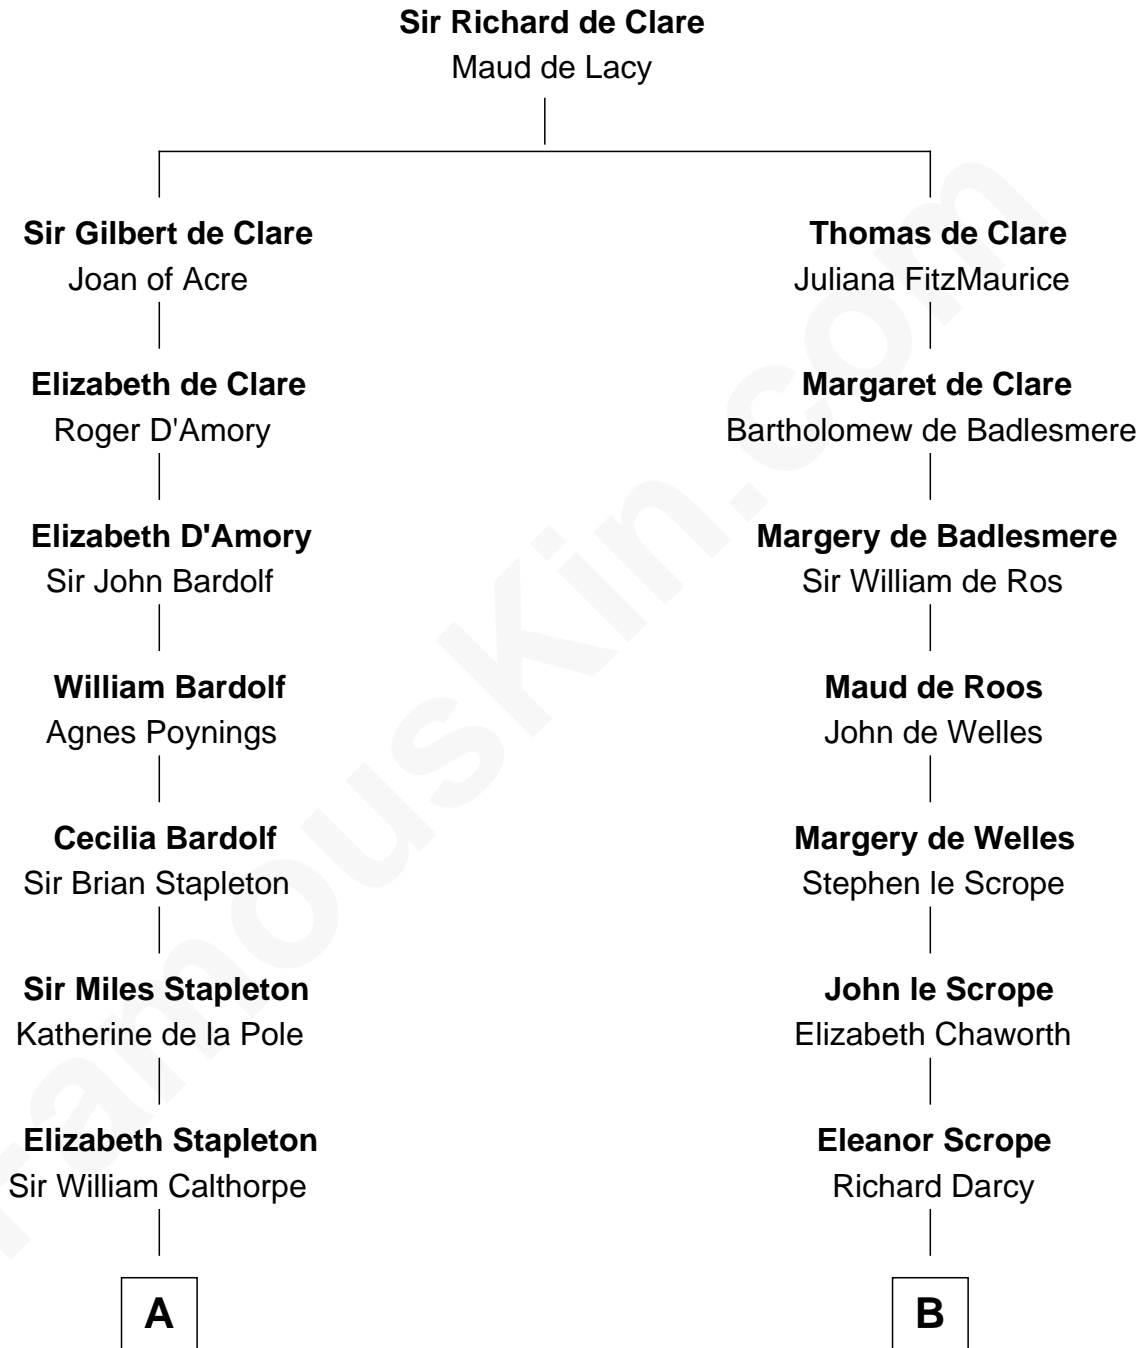 Sir Richard de Clare
Maud de Lacy
Sir Gilbert de Clare
Joan of Acre
Elizabeth de Clare
Roger D'Amory
Elizabeth D'Amory
Sir John Bardolf
William Bardolf
Agnes Poynings
Cecilia Bardolf
Sir Brian Stapleton
Sir Miles Stapleton
Katherine de la Pole
Elizabeth Stapleton
Sir William Calthorpe
A
Thomas de Clare
Juliana FitzMaurice
Margaret de Clare
Bartholomew de Badlesmere
Margery de Badlesmere
Sir William de Ros
Maud de Roos
John de Welles
Margery de Welles
Stephen le Scrope
John le Scrope
Elizabeth Chaworth
Eleanor Scrope
Richard Darcy
B
FamousKin.com